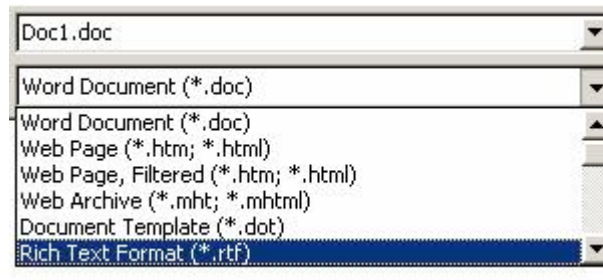 Doc1.doc
Word Document (*.doc)
Word Document (*.doc)
Web Page (*.htm; *.html)
Web Page, Filtered (*.htm; *.html)
Web Archive (*.mht; *.mhtml)
Document Template (*.dot)
Rich Text Format (*.rtf)